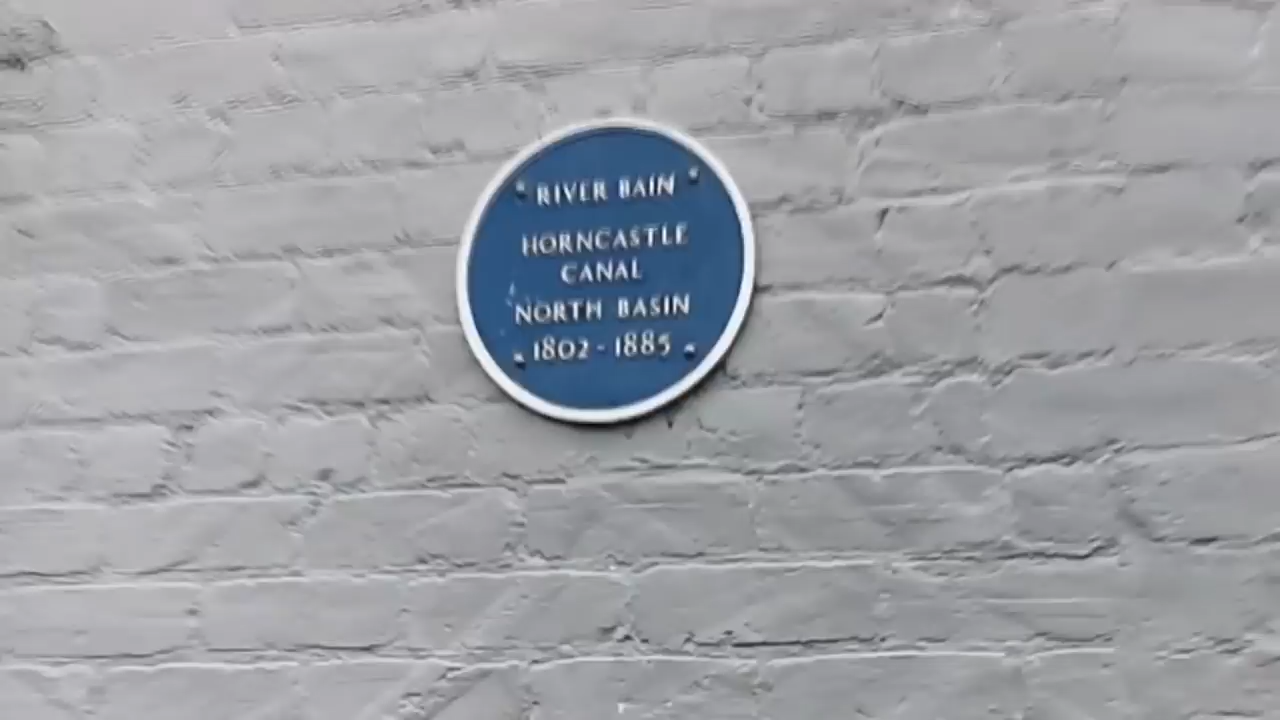 RIVER BAIN
HORNCASTLE
CANAL
NORTH BASIN
1802 - 1885